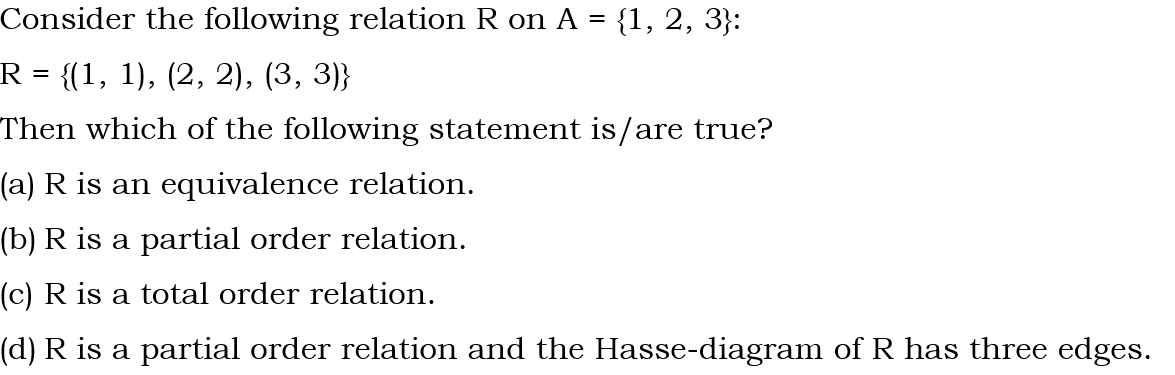 Consider the following relation R on A = {1, 2, 3}:
R = {(1, 1), (2, 2), (3, 3)}
Then which of the following statement is/are true?
(a) R is an equivalence relation.
(b) R is a partial order relation.
(c) R is a total order relation.
(d) R is a partial order relation and the Hasse-diagram of R has three edges.